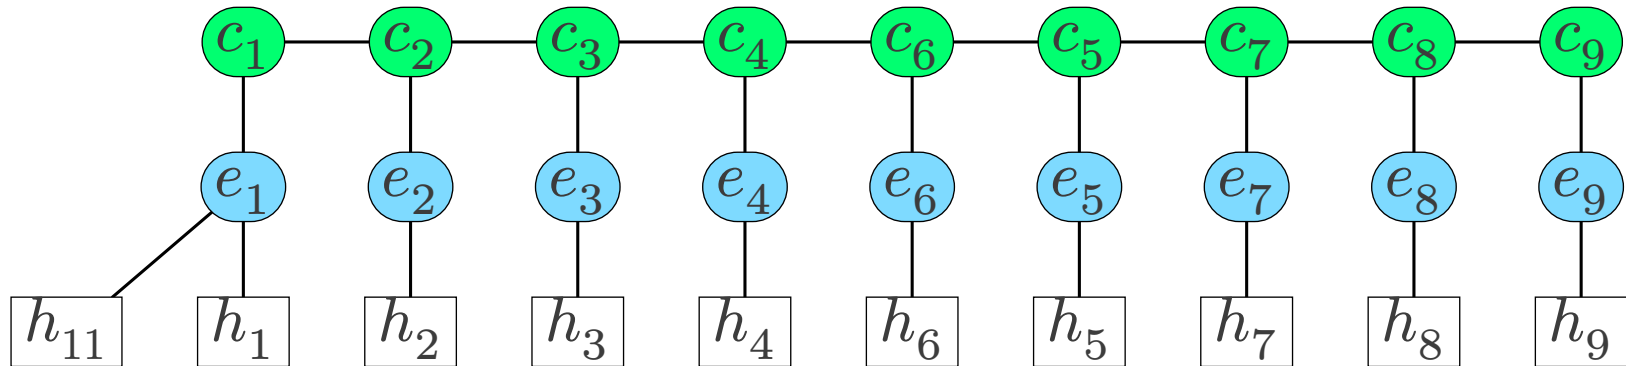 c1 c2 c3 c4 c6 c5 c7 c8 c9
e1 e2 e3 e4 e6 e5 e7 e8 e9
h11 h1 h2 h3 h4 h6 h5 h7 h8 h9